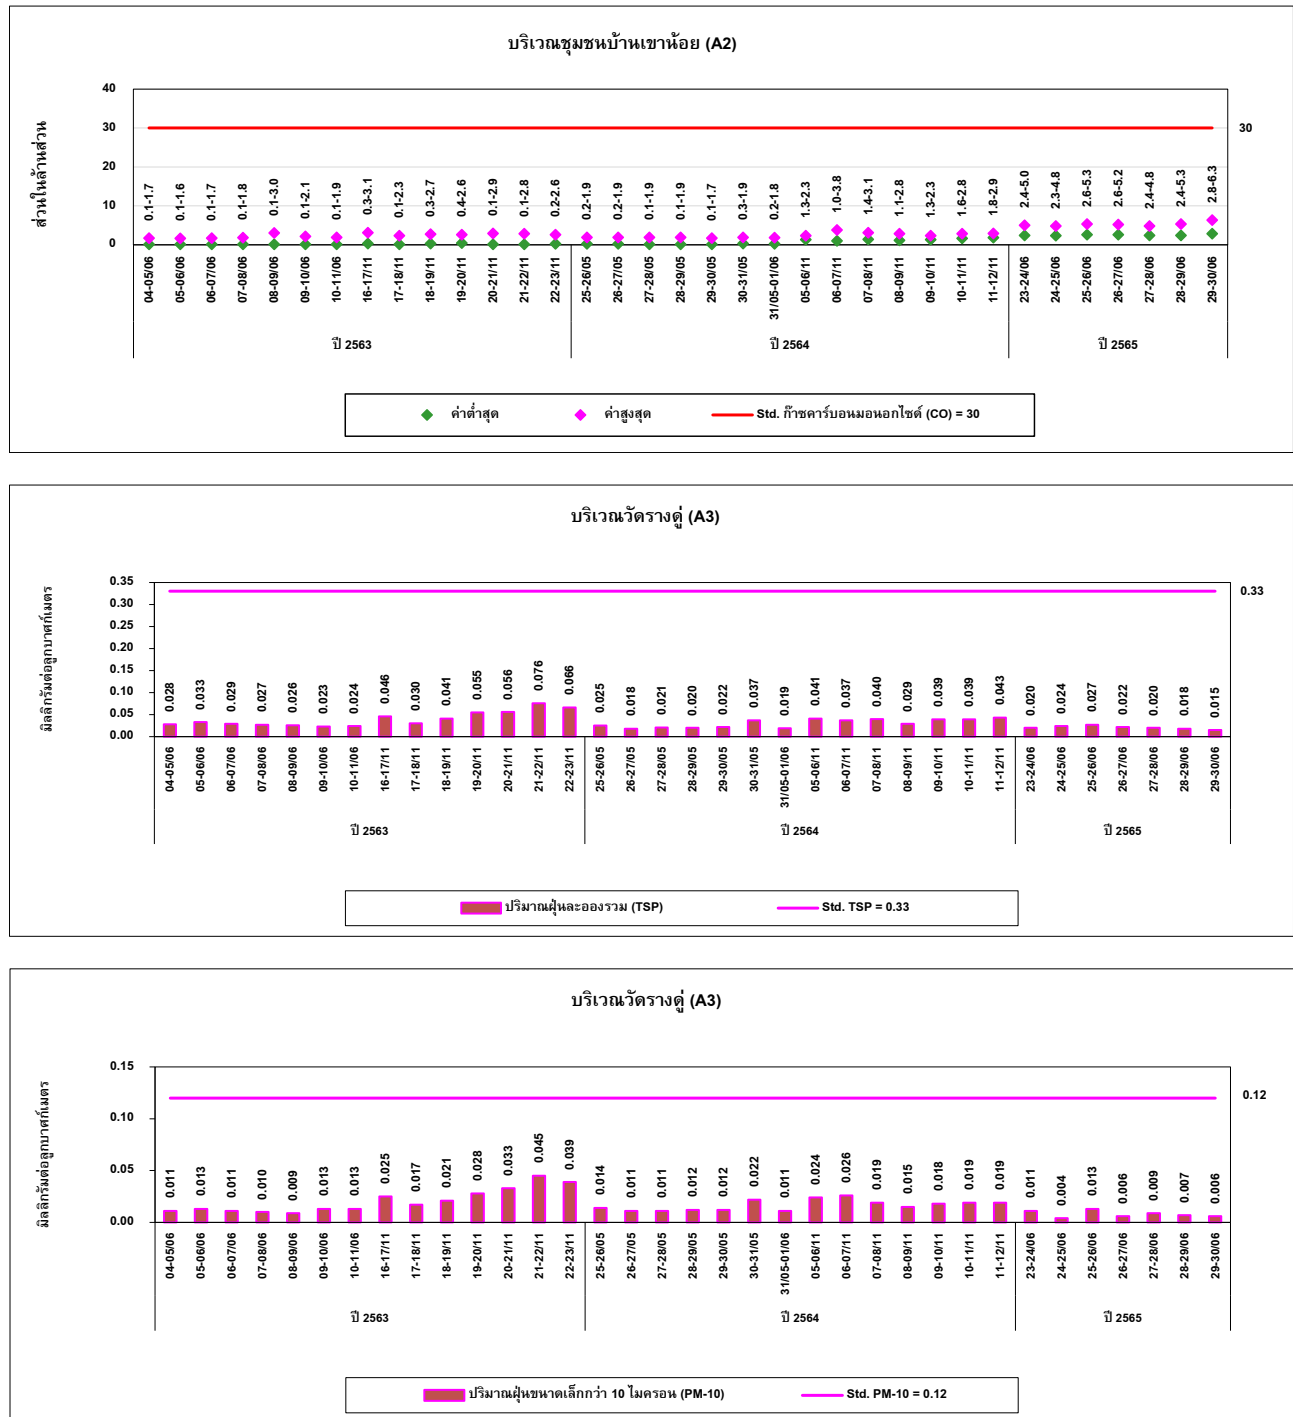 บริเวณชุมชนบ้านเขาน้อย (A2)
ส่วนในล้านส่วน
40
30
20
10
0
30
0.1-1.7 0.1-1.6 0.1-1.7 0.1-1.8 0.1-3.0 0.1-2.1 0.1-1.9 0.3-3.1 0.1-2.3 0.3-2.7 0.4-2.6 0.1-2.9 0.1-2.8 0.2-2.6 0.2-1.9 0.2-1.9 0.1-1.9 0.1-1.9 0.1-1.7 0.3-1.9 0.2-1.8 1.3-2.3 1.0-3.8 1.4-3.1 1.1-2.8 1.3-2.3 1.6-2.8 1.8-2.9 2.4-5.0 2.3-4.8 2.6-5.3 2.6-5.2 2.4-4.8 2.4-5.3 2.8-6.3
04-05/06 05-06/06 06-07/06 07-08/06 08-09/06 09-10/06 10-11/06 16-17/11 17-18/11 18-19/11 19-20/11 20-21/11 21-22/11 22-23/11 25-26/05 26-27/05 27-28/05 28-29/05 29-30/05 30-31/05 31/05-01/06 05-06/11 06-07/11 07-08/11 08-09/11 09-10/11 10-11/11 11-12/11 23-24/06 24-25/06 25-26/06 26-27/06 27-28/06 28-29/06 29-30/06
ปี 2563 ปี 2564 ปี 2565
ค่าต่ำสุด ค่าสูงสุด Std. ก๊าซคาร์บอนมอนอกไซด์ (CO) = 30
บริเวณวัดรางดู่ (A3)
มิลลิกรัมต่อลูกบาศก์เมตร
0.35
0.30
0.25
0.20
0.15
0.10
0.05
0.00
0.33
0.028 0.033 0.029 0.027 0.026 0.023 0.024 0.046 0.030 0.041 0.055 0.056 0.076 0.066 0.025 0.018 0.021 0.020 0.022 0.037 0.019 0.041 0.037 0.040 0.029 0.039 0.039 0.043 0.020 0.024 0.027 0.022 0.020 0.018 0.015
04-05/06 05-06/06 06-07/06 07-08/06 08-09/06 09-10/06 10-11/06 16-17/11 17-18/11 18-19/11 19-20/11 20-21/11 21-22/11 22-23/11 25-26/05 26-27/05 27-28/05 28-29/05 29-30/05 30-31/05 31/05-01/06 05-06/11 06-07/11 07-08/11 08-09/11 09-10/11 10-11/11 11-12/11 23-24/06 24-25/06 25-26/06 26-27/06 27-28/06 28-29/06 29-30/06
ปี 2563 ปี 2564 ปี 2565
ปริมาณฝุ่นละอองรวม (TSP) Std. TSP = 0.33
บริเวณวัดรางดู่ (A3)
มิลลิกรัมต่อลูกบาศก์เมตร
0.15
0.10
0.05
0.00
0.12
0.011 0.013 0.011 0.010 0.009 0.013 0.013 0.025 0.017 0.021 0.028 0.033 0.045 0.039 0.014 0.011 0.011 0.012 0.012 0.022 0.011 0.024 0.026 0.019 0.015 0.018 0.019 0.019 0.011 0.004 0.013 0.006 0.009 0.007 0.006
04-05/06 05-06/06 06-07/06 07-08/06 08-09/06 09-10/06 10-11/06 16-17/11 17-18/11 18-19/11 19-20/11 20-21/11 21-22/11 22-23/11 25-26/05 26-27/05 27-28/05 28-29/05 29-30/05 30-31/05 31/05-01/06 05-06/11 06-07/11 07-08/11 08-09/11 09-10/11 10-11/11 11-12/11 23-24/06 24-25/06 25-26/06 26-27/06 27-28/06 28-29/06 29-30/06
ปี 2563 ปี 2564 ปี 2565
ปริมาณฝุ่นขนาดเล็กกว่า 10 ไมครอน (PM-10) Std. PM-10 = 0.12